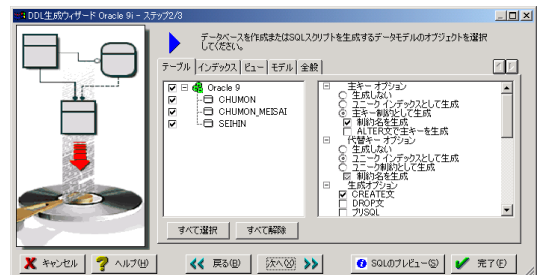 DDL生成ウィザード Oracle 9i - ステップ2/3
データベースを作成またはSQLスクリプトを生成するデータモデルのオブジェクトを選択
してください。
テーブル インデックス ビュー モデル 全般
Oracle 9
CHUMON
CHUMON_MEISAI
SEIHIN
主キー オプション
生成しない
ユニーク インデックスとして生成
主キー制約として生成
制約名を生成
ALTER文で主キーを生成
代替キー オプション
生成しない
ユニーク インデックスとして生成
ユニーク制約として生成
制約名を生成
生成オプション
CREATE文
DROP文
プリSQL
すべて選択 すべて解除
キャンセル ヘルプ(H) 戻る(B) 次へ(N) SQLのプレビュー(S) 完了(F)